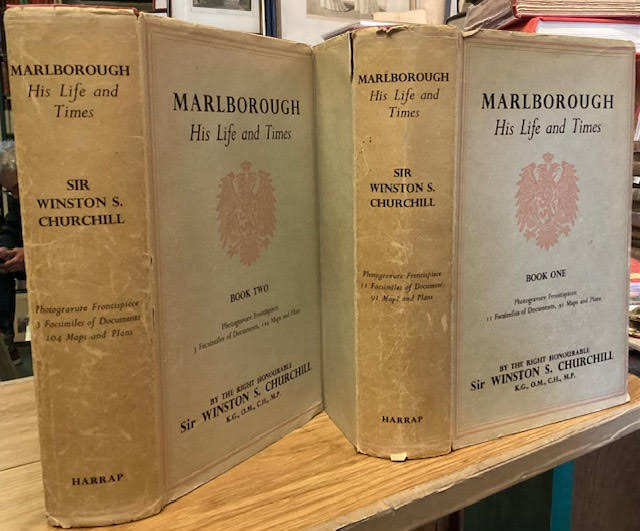 MARLBOROUGH
His Life and
Times
SIR
WINSTON S.
CHURCHILL
Photogravure Frontispiece
3 Facsimiles of Documents
104 Maps and Plans
HARRAP
MARLBOROUGH
His Life and Times
BOOK TWO
Photogravure Frontispiece
3 Facsimiles of Documents, 104 Maps and Plans
BY THE RIGHT HONOURABLE
Sir WINSTON S. CHURCHILL
K.G., O.M., C.H., M.P.
MARLBOROUGH
His Life and
Times
SIR
WINSTON S.
CHURCHILL
Photogravure Frontispiece
11 Facsimiles of Documents
91 Maps and Plans
HARRAP
MARLBOROUGH
His Life and Times
BOOK ONE
Photogravure Frontispiece
11 Facsimiles of Documents, 91 Maps and Plans
BY THE RIGHT HONOURABLE
Sir WINSTON S. CHURCHILL
K.G., O.M., C.H., M.P.